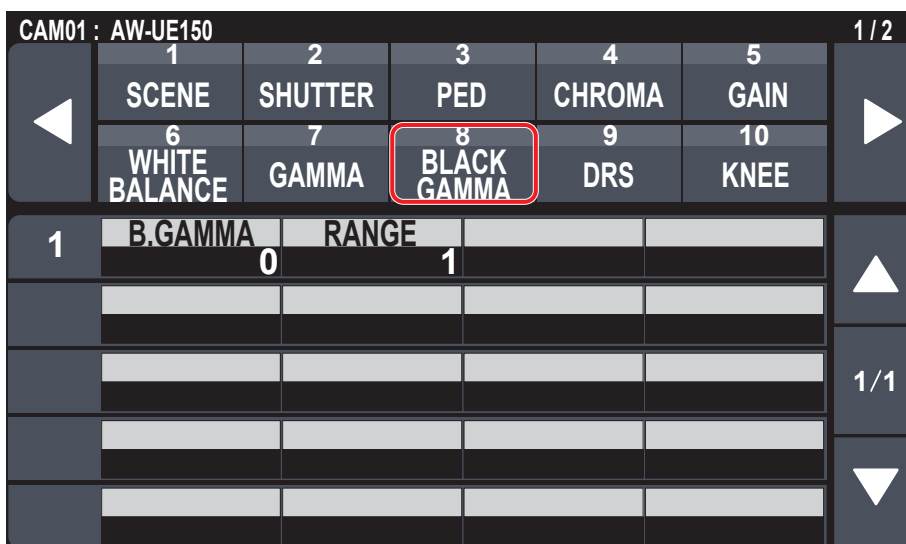 CAM01 : AW-UE150 1 / 2
1 2 3 4 5
SCENE SHUTTER PED CHROMA GAIN
6 7 8 9 10
WHITE BALANCE GAMMA BLACK GAMMA DRS KNEE
1 B.GAMMA RANGE
0 1
1/1